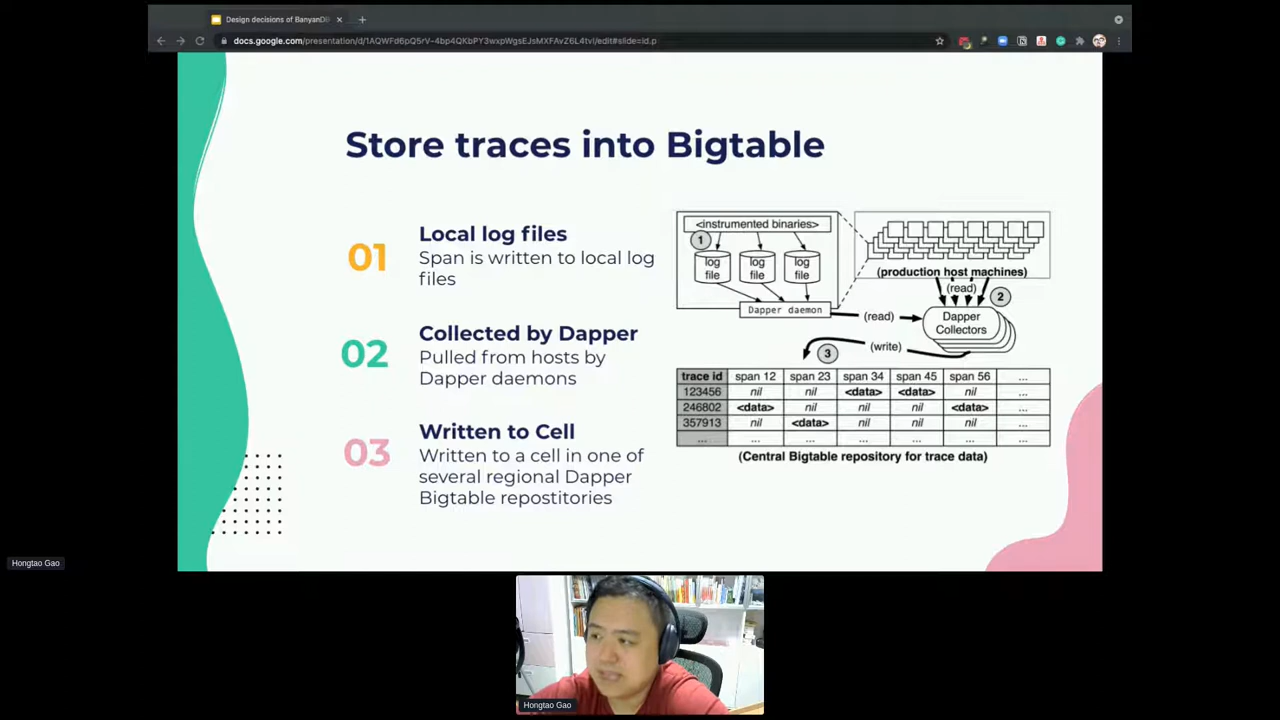 Design decisions of BanyanDB
docs.google.com/presentation/d/1AQWFd6pQ5rV-4bp4QKbPY3wxpWgsEJsMXFAvZ6L4tvI/edit#slide=id.p
Store traces into Bigtable
01
Local log files
Span is written to local log
files
02
Collected by Dapper
Pulled from hosts by
Dapper daemons
03
Written to Cell
Written to a cell in one of
several regional Dapper
Bigtable repostitories
<instrumented binaries>
1
log file
log file
log file
Dapper daemon
(production host machines)
(read)
2
(read)
Dapper
Collectors
(write)
3
trace id span 12 span 23 span 34 span 45 span 56 ...
123456 nil nil <data> <data> nil ...
246802 <data> nil nil nil <data> ...
357913 nil <data> nil nil nil ...
... ... ... ... ... ... ...
(Central Bigtable repository for trace data)
Hongtao Gao
Hongtao Gao